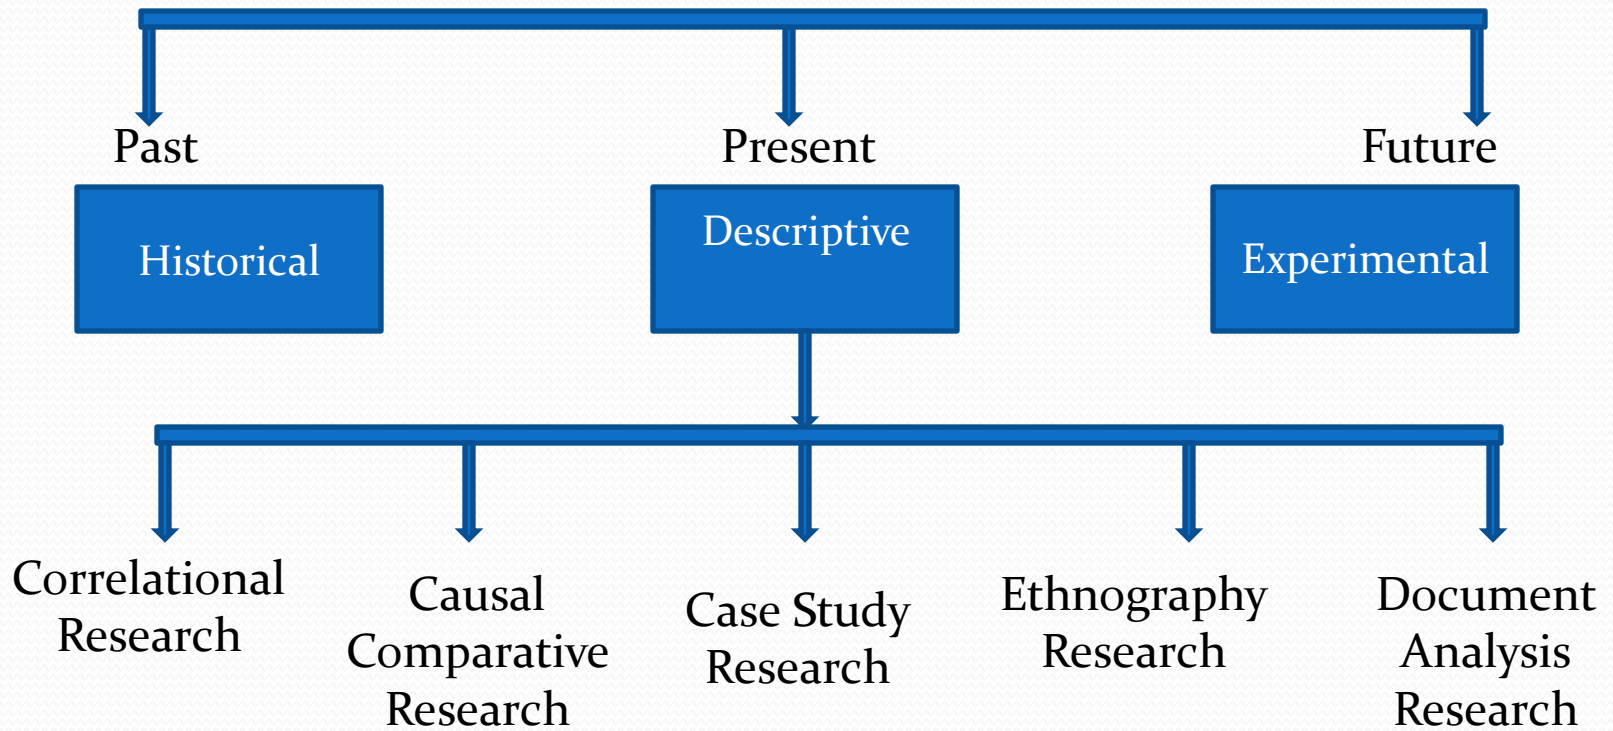 Past
Present
Future
Historical
Descriptive
Experimental
Correlational
Research
Causal
Comparative
Research
Case Study
Research
Ethnography
Research
Document
Analysis
Research